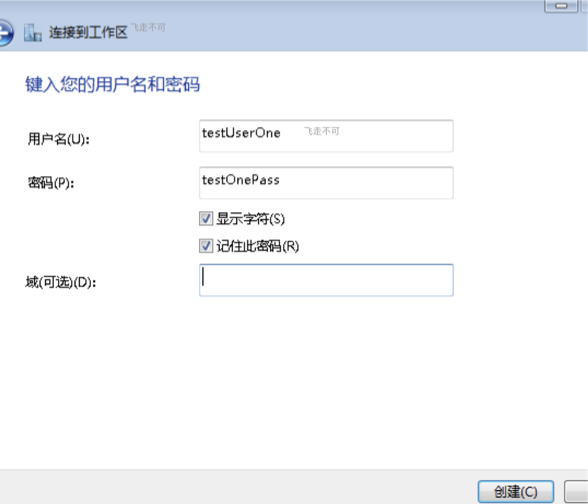 连接到工作区 飞走不可
键入您的用户名和密码
用户名(U): testUserOne 飞走不可
密码(P): testOnePass
显示字符(S)
记住此密码(R)
域(可选)(D):
创建(C)